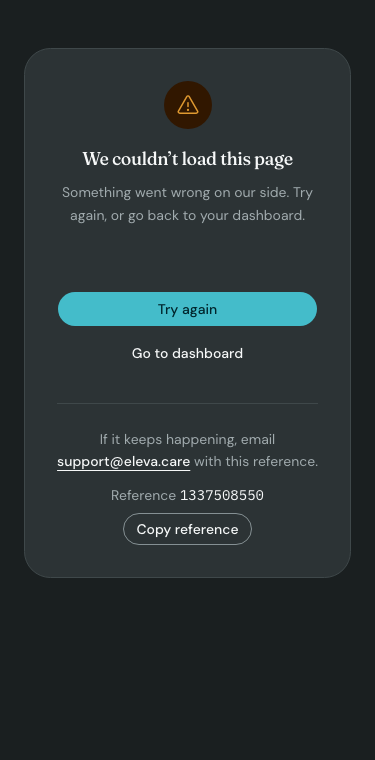 We couldn’t load this page
Something went wrong on our side. Try
again, or go back to your dashboard.
Try again
Go to dashboard
If it keeps happening, email
support@eleva.care with this reference.
Reference 1337508550
Copy reference